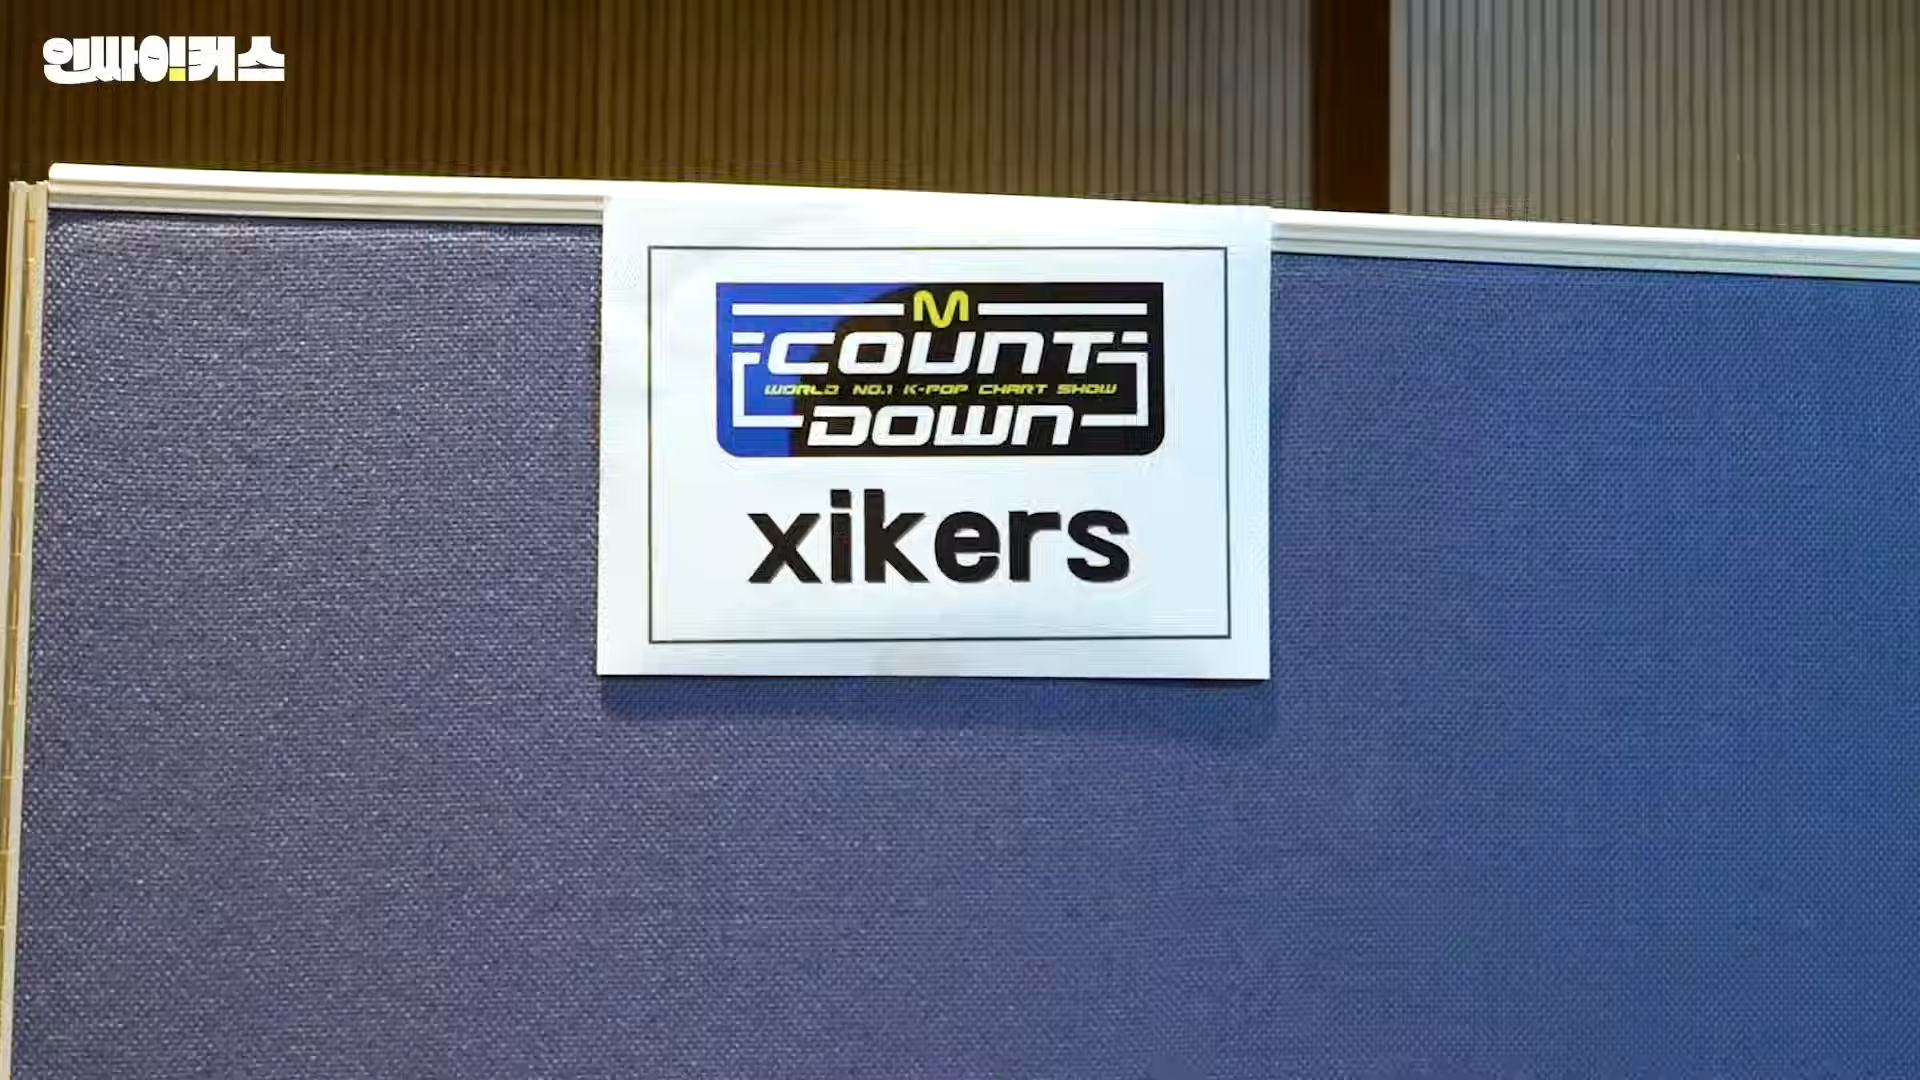 인싸이커스
M
COUNT
WORLD NO.1 K-POP CHART SHOW
DOWN
xikers